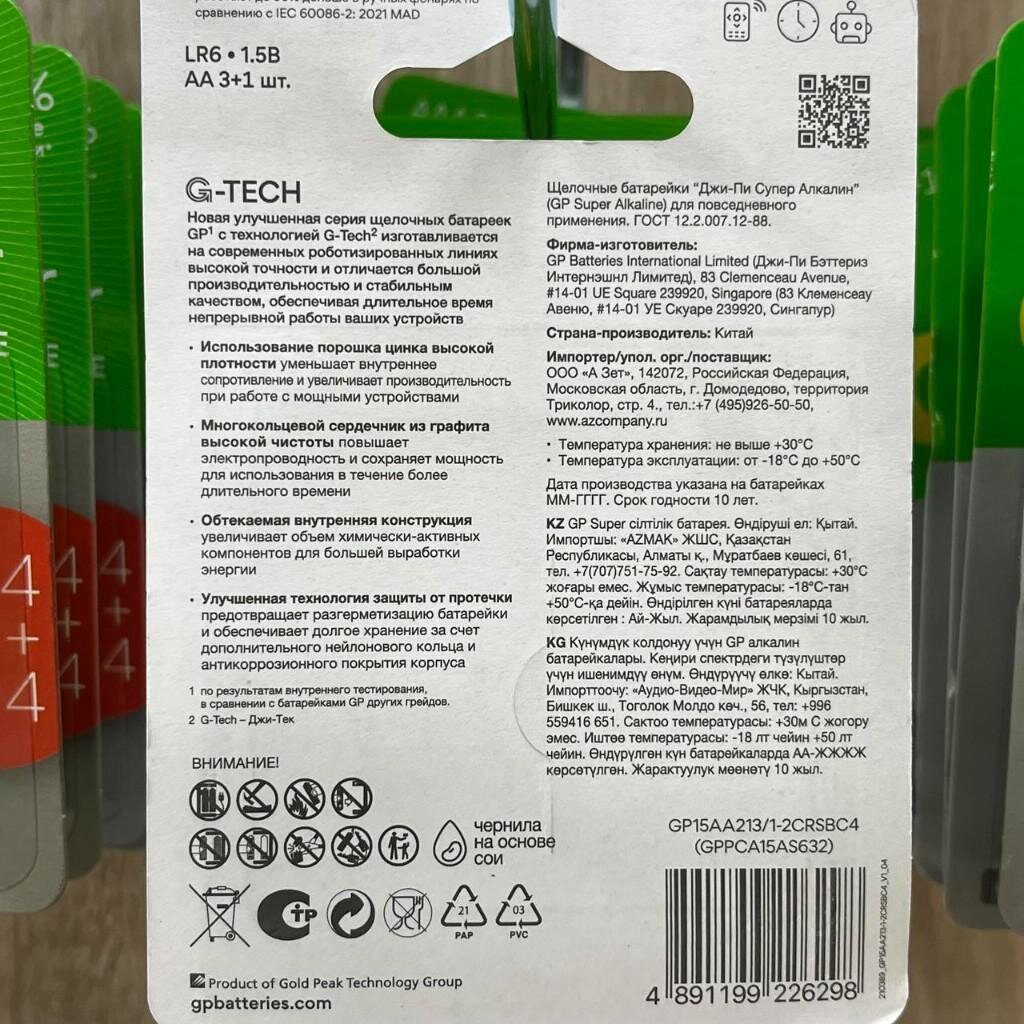 сравнению с IEC 60086-2: 2021 MAD
LR6 • 1.5В
АА 3+1 шт.
G-TECH
Новая улучшенная серия щелочных батареек
GP¹ с технологией G-Tech² изготавливается
на современных роботизированных линиях
высокой точности и отличается большой
производительностью и стабильным
качеством, обеспечивая длительное время
непрерывной работы ваших устройств
• Использование порошка цинка высокой
плотности уменьшает внутреннее
сопротивление и увеличивает производительность
при работе с мощными устройствами
• Многокольцевой сердечник из графита
высокой чистоты повышает
электропроводность и сохраняет мощность
для использования в течение более
длительного времени
• Обтекаемая внутренняя конструкция
увеличивает объем химически-активных
компонентов для большей выработки
энергии
• Улучшенная технология защиты от протечки
предотвращает разгерметизацию батарейки
и обеспечивает долгое хранение за счет
дополнительного нейлонового кольца и
антикоррозионного покрытия корпуса
1 по результатам внутреннего тестирования,
в сравнении с батарейками GP других грейдов.
2 G-Tech – Джи-Тек
ВНИМАНИЕ!
чернила
на основе
сои
СТР
21
PAP
03
PVC
Product of Gold Peak Technology Group
gpbatteries.com
Щелочные батарейки "Джи-Пи Супер Алкалин"
(GP Super Alkaline) для повседневного
применения. ГОСТ 12.2.007.12-88.
Фирма-изготовитель:
GP Batteries International Limited (Джи-Пи Бэттериз
Интернэшнл Лимитед), 83 Clemenceau Avenue,
#14-01 UE Square 239920, Singapore (83 Клеменсеау
Авеню, #14-01 УЕ Скуаре 239920, Сингапур)
Страна-производитель: Китай
Импортер/упол. орг./поставщик:
ООО «А Зет», 142072, Российская Федерация,
Московская область, г. Домодедово, территория
Триколор, стр. 4., тел.:+7 (495)926-50-50,
www.azcompany.ru
• Температура хранения: не выше +30°C
• Температура эксплуатации: от -18°C до +50°C
Дата производства указана на батарейках
ММ-ГГГГ. Срок годности 10 лет.
KZ GP Super сілтілік батарея. Өндіруші ел: Қытай.
Импортшы: «AZMAK» ЖШС, Қазақстан
Республикасы, Алматы қ., Муратбаев көшесі, 61,
тел. +7(707)751-75-92. Сақтау температурасы: +30°C
жоғары емес. Жұмыс температурасы: -18°C-тан
+50°C-қа дейін. Өндірілген күні батареяларда
көрсетілген : Ай-Жыл. Жарамдылық мерзімі 10 жыл.
KG Күнүмдүк колдонуу үчүн GP алкалин
батарейкалары. Кеңири спектрдеги түзүлүштөр
үчүн ишенимдүү өнүм. Өндүрүүчү өлкө: Кытай.
Импорттоочу: «Аудио-Видео-Мир» ЖЧК, Кыргызстан,
Бишкек ш., Тоголок Молдо көч., 56, тел: +996
559416 651. Сактоо температурасы: +30м С жогору
эмес. Иштөө температурасы: -18 лт чейин +50 лт
чейин. Өндүрүлгөн күн батарейкаларда АА-ЖЖЖЖ
көрсөтүлгөн. Жарактуулук мөөнөтү 10 жыл.
GP15AA213/1-2CRSBC4
(GPPCA15AS632)
4 891199 226298
210389_GP15AA213-1-2CRSBC4_V1_04
4+4
4+4
4+4